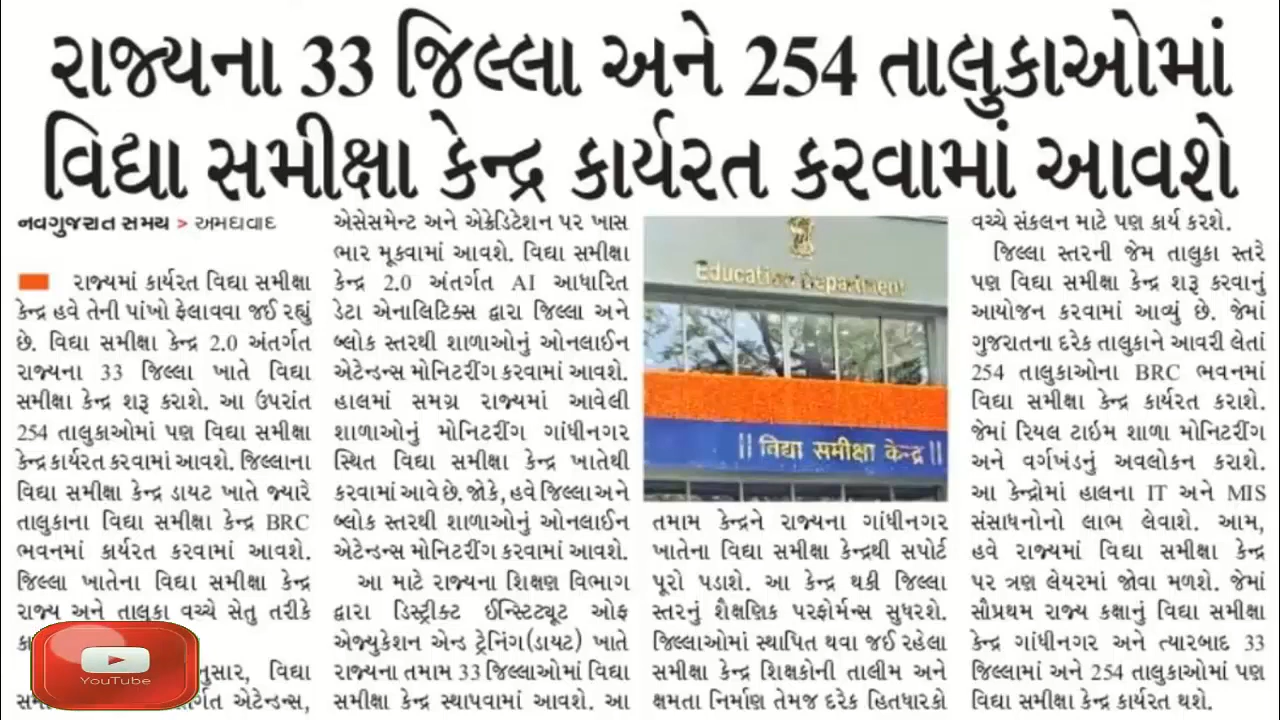 રાજ્યના 33 જિલ્લા અને 254 તાલુકાઓમાં
વિદ્યા સમીક્ષા કેન્દ્ર કાર્યરત કરવામાં આવશે
નવગુજરાત સમય > અમદાવાદ
રાજ્યમાં કાર્યરત વિદ્યા સમીક્ષા
કેન્દ્ર હવે તેની પાંખો ફેલાવવા જઈ રહ્યું
છે. વિદ્યા સમીક્ષા કેન્દ્ર 2.0 અંતર્ગત
રાજ્યના 33 જિલ્લા ખાતે વિદ્યા
સમીક્ષા કેન્દ્ર શરૂ કરાશે. આ ઉપરાંત
254 તાલુકાઓમાં પણ વિદ્યા સમીક્ષા
કેન્દ્ર કાર્યરત કરવામાં આવશે. જિલ્લાના
વિદ્યા સમીક્ષા કેન્દ્ર ડાયટ ખાતે જ્યારે
તાલુકાના વિદ્યા સમીક્ષા કેન્દ્ર BRC
ભવનમાં કાર્યરત કરવામાં આવશે.
જિલ્લા ખાતેના વિદ્યા સમીક્ષા કેન્દ્ર
રાજ્ય અને તાલુકા વચ્ચે સેતુ તરીકે
વિદ્યા
એટેન્ડન્સ,
YouTube
એસેસમેન્ટ અને એક્રેડિટેશન પર ખાસ
ભાર મૂકવામાં આવશે. વિદ્યા સમીક્ષા
કેન્દ્ર 2.0 અંતર્ગત AI આધારિત
ડેટા એનાલિટિક્સ દ્વારા જિલ્લા અને
બ્લોક સ્તરથી શાળાઓનું ઓનલાઈન
એટેન્ડન્સ મોનિટરીંગ કરવામાં આવશે.
હાલમાં સમગ્ર રાજ્યમાં આવેલી
શાળાઓનું મોનિટરીંગ ગાંધીનગર
સ્થિત વિદ્યા સમીક્ષા કેન્દ્ર ખાતેથી
કરવામાં આવે છે. જોકે, હવે જિલ્લા અને
બ્લોક સ્તરથી શાળાઓનું ઓનલાઈન
એટેન્ડન્સ મોનિટરીંગ કરવામાં આવશે.
આ માટે રાજ્યના શિક્ષણ વિભાગ
દ્વારા ડિસ્ટ્રીક્ટ ઈન્સ્ટિટ્યૂટ ઓફ
એજ્યુકેશન એન્ડ ટ્રેનિંગ(ડાયટ) ખાતે
રાજ્યના તમામ 33 જિલ્લાઓમાં વિદ્યા
સમીક્ષા કેન્દ્ર સ્થાપવામાં આવશે. આ
Education Department
|| विद्या समीक्षा केन्द्र ||
તમામ કેન્દ્રને રાજ્યના ગાંધીનગર
ખાતેના વિદ્યા સમીક્ષા કેન્દ્રથી સપોર્ટ
પૂરો પડાશે. આ કેન્દ્ર થકી જિલ્લા
સ્તરનું શૈક્ષણિક પરફોર્મન્સ સુધરશે.
જિલ્લાઓમાં સ્થાપિત થવા જઈ રહેલા
સમીક્ષા કેન્દ્ર શિક્ષકોની તાલીમ અને
ક્ષમતા નિર્માણ તેમજ દરેક હિતધારકો
વચ્ચે સંકલન માટે પણ કાર્ય કરશે.
જિલ્લા સ્તરની જેમ તાલુકા સ્તરે
પણ વિદ્યા સમીક્ષા કેન્દ્ર શરૂ કરવાનું
આયોજન કરવામાં આવ્યું છે. જેમાં
ગુજરાતના દરેક તાલુકાને આવરી લેતાં
254 તાલુકાઓના BRC ભવનમાં
વિદ્યા સમીક્ષા કેન્દ્ર કાર્યરત કરાશે.
જેમાં રિયલ ટાઇમ શાળા મોનિટરીંગ
અને વર્ગખંડનું અવલોકન કરાશે.
આ કેન્દ્રોમાં હાલના IT અને MIS
સંસાધનોનો લાભ લેવાશે. આમ,
હવે રાજ્યમાં વિદ્યા સમીક્ષા કેન્દ્ર
પર ત્રણ લેયરમાં જોવા મળશે. જેમાં
સૌપ્રથમ રાજ્ય કક્ષાનું વિદ્યા સમીક્ષા
કેન્દ્ર ગાંધીનગર અને ત્યારબાદ 33
જિલ્લામાં અને 254 તાલુકાઓમાં પણ
વિદ્યા સમીક્ષા કેન્દ્ર કાર્યરત થશે.